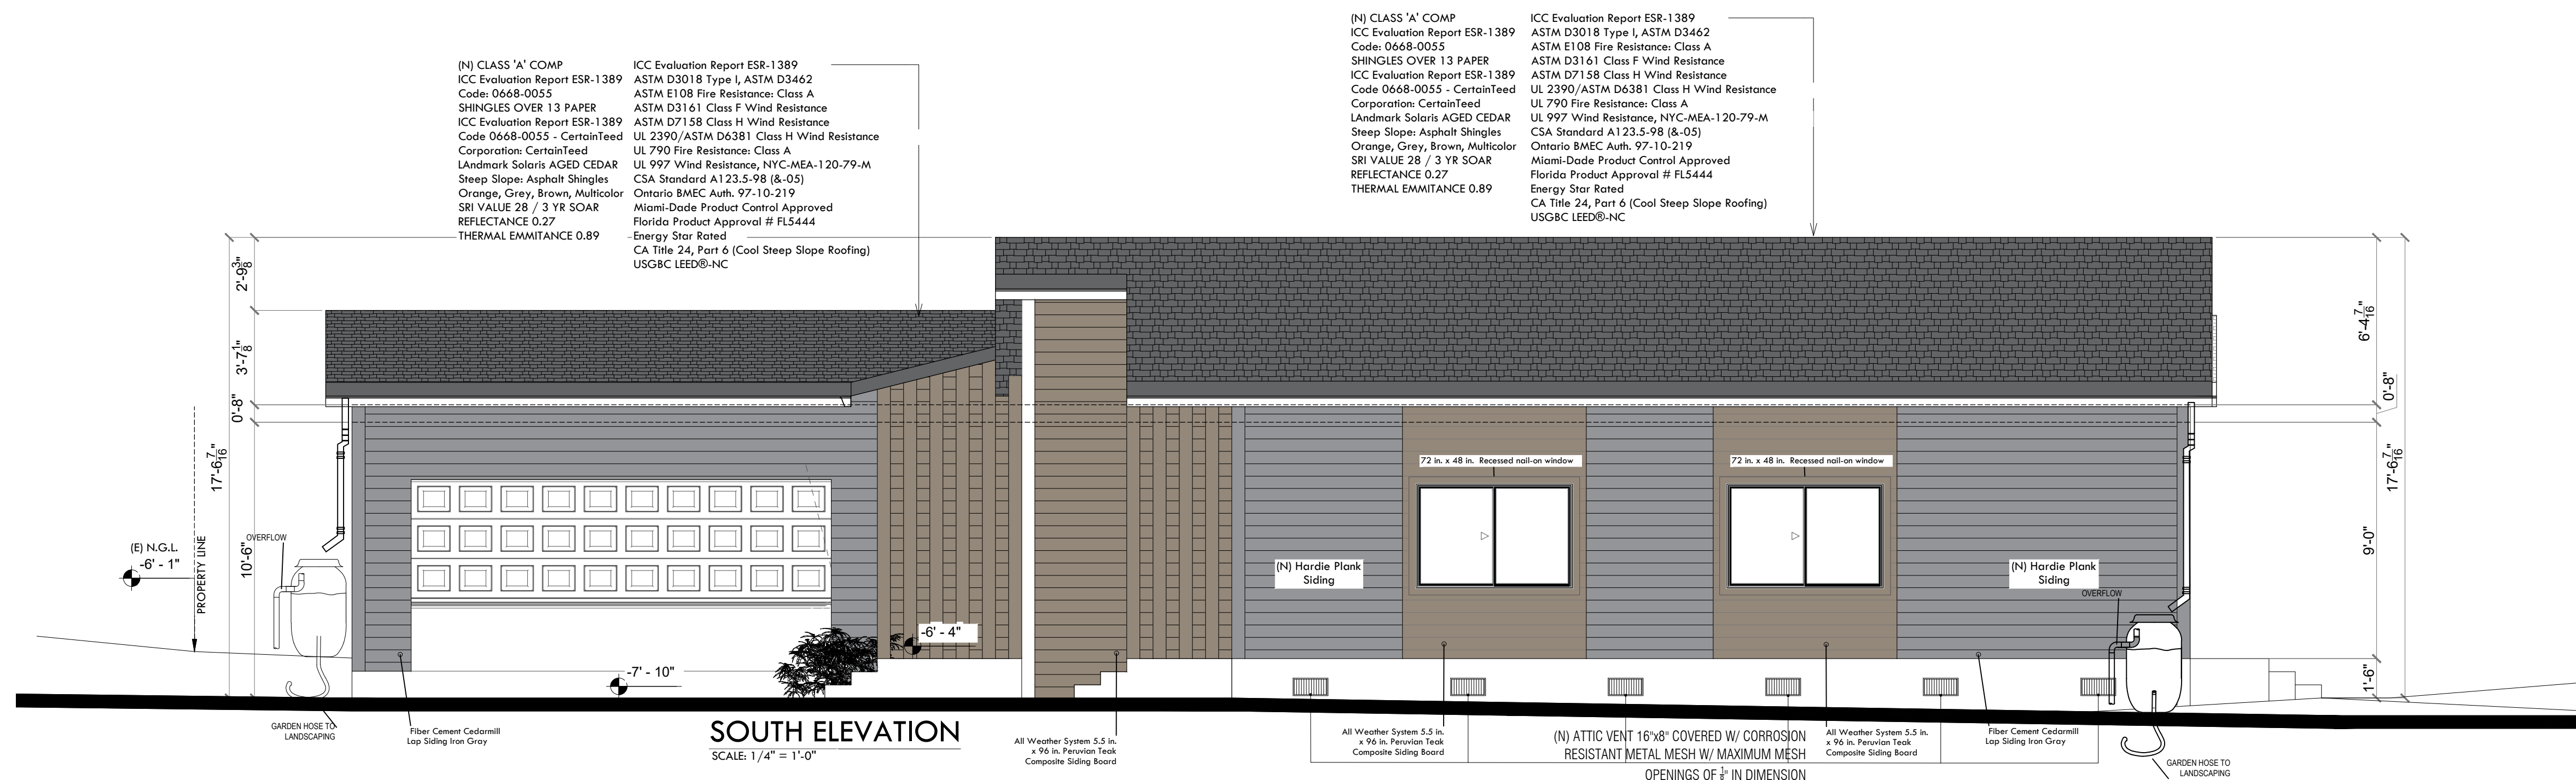 (N) CLASS 'A' COMP
ICC Evaluation Report ESR-1389
Code: 0668-0055
SHINGLES OVER 13 PAPER
ICC Evaluation Report ESR-1389
Code 0668-0055 - CertainTeed
Corporation: CertainTeed
LAndmark Solaris AGED CEDAR
Steep Slope: Asphalt Shingles
Orange, Grey, Brown, Multicolor
SRI VALUE 28 / 3 YR SOAR
REFLECTANCE 0.27
THERMAL EMMITANCE 0.89
ICC Evaluation Report ESR-1389
ASTM D3018 Type I, ASTM D3462
ASTM E108 Fire Resistance: Class A
ASTM D3161 Class F Wind Resistance
ASTM D7158 Class H Wind Resistance
UL 2390/ASTM D6381 Class H Wind Resistance
UL 790 Fire Resistance: Class A
UL 997 Wind Resistance, NYC-MEA-120-79-M
CSA Standard A123.5-98 (&-05)
Ontario BMEC Auth. 97-10-219
Miami-Dade Product Control Approved
Florida Product Approval # FL5444
Energy Star Rated
CA Title 24, Part 6 (Cool Steep Slope Roofing)
USGBC LEED®-NC
(N) CLASS 'A' COMP
ICC Evaluation Report ESR-1389
Code: 0668-0055
SHINGLES OVER 13 PAPER
ICC Evaluation Report ESR-1389
Code 0668-0055 - CertainTeed
Corporation: CertainTeed
LAndmark Solaris AGED CEDAR
Steep Slope: Asphalt Shingles
Orange, Grey, Brown, Multicolor
SRI VALUE 28 / 3 YR SOAR
REFLECTANCE 0.27
THERMAL EMMITANCE 0.89
ICC Evaluation Report ESR-1389
ASTM D3018 Type I, ASTM D3462
ASTM E108 Fire Resistance: Class A
ASTM D3161 Class F Wind Resistance
ASTM D7158 Class H Wind Resistance
UL 2390/ASTM D6381 Class H Wind Resistance
UL 790 Fire Resistance: Class A
UL 997 Wind Resistance, NYC-MEA-120-79-M
CSA Standard A123.5-98 (&-05)
Ontario BMEC Auth. 97-10-219
Miami-Dade Product Control Approved
Florida Product Approval # FL5444
Energy Star Rated
CA Title 24, Part 6 (Cool Steep Slope Roofing)
USGBC LEED®-NC
2'-9 3/8"
3'-7 1/8"
0'-8"
17'-6 7/16"
10'-6"
(E) N.G.L.
-6' - 1"
PROPERTY LINE
OVERFLOW
72 in. x 48 in. Recessed nail-on window
72 in. x 48 in. Recessed nail-on window
(N) Hardie Plank
Siding
(N) Hardie Plank
Siding
OVERFLOW
6'-4 7/16"
0'-8"
17'-6 7/16"
9'-0"
1'-6"
-6' - 4"
-7' - 10"
GARDEN HOSE TO
LANDSCAPING
Fiber Cement Cedarmill
Lap Siding Iron Gray
SOUTH ELEVATION
SCALE: 1/4" = 1'-0"
All Weather System 5.5 in.
x 96 in. Peruvian Teak
Composite Siding Board
All Weather System 5.5 in.
x 96 in. Peruvian Teak
Composite Siding Board
(N) ATTIC VENT 16"x8" COVERED W/ CORROSION
RESISTANT METAL MESH W/ MAXIMUM MESH
OPENINGS OF 1/8" IN DIMENSION
All Weather System 5.5 in.
x 96 in. Peruvian Teak
Composite Siding Board
Fiber Cement Cedarmill
Lap Siding Iron Gray
GARDEN HOSE TO
LANDSCAPING